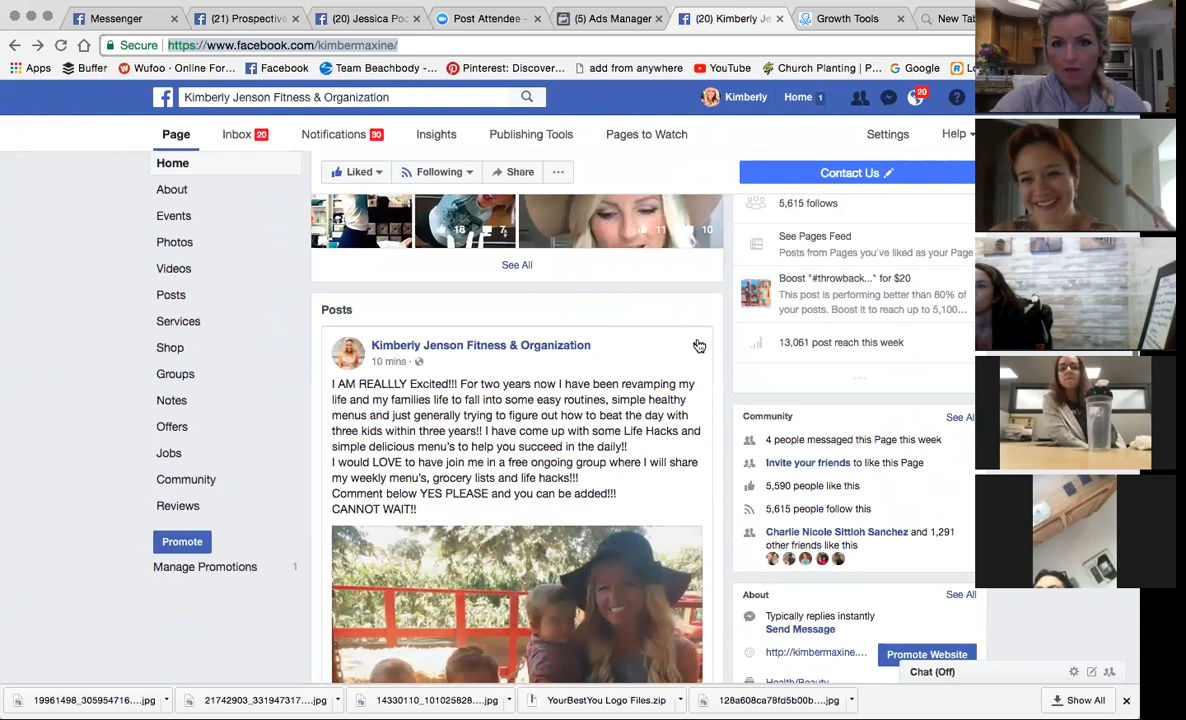 Messenger
(21) Prospective
(20) Jessica Poc
Post Attendee -
(5) Ads Manager
(20) Kimberly Je
Growth Tools
New Tab
Secure https://www.facebook.com/kimbermaxine/
Apps Buffer Wufoo · Online For... Facebook Team Beachbody -... Pinterest: Discover... add from anywhere YouTube Church Planting | P... Google
Kimberly Jenson Fitness & Organization
Kimberly Home 1 20
Page Inbox 20 Notifications 30 Insights Publishing Tools Pages to Watch Settings Help
Home
About
Events
Photos
Videos
Posts
Services
Shop
Groups
Notes
Offers
Jobs
Community
Reviews
Promote
Manage Promotions 1
Liked Following Share ...
16 7 11 10
See All
Posts
Kimberly Jenson Fitness & Organization
10 mins ·
I AM REALLLY Excited!!! For two years now I have been revamping my
life and my families life to fall into some easy routines, simple healthy
menus and just generally trying to figure out how to beat the day with
three kids within three years!! I have come up with some Life Hacks and
simple delicious menu's to help you succeed in the daily!!
I would LOVE to have join me in a free ongoing group where I will share
my weekly menu's, grocery lists and life hacks!!!
Comment below YES PLEASE and you can be added!!!
CANNOT WAIT!!
Contact Us
5,615 follows
See Pages Feed
Posts from Pages you've liked as your Page
Boost "#throwback..." for $20
This post is performing better than 80% of
your posts. Boost it to reach up to 5,100...
13,061 post reach this week
...
Community See All
4 people messaged this Page this week
Invite your friends to like this Page
5,590 people like this
5,615 people follow this
Charlie Nicole Sittloh Sanchez and 1,291
other friends like this
About See All
Typically replies instantly
Send Message
http://kimbermaxine.... Promote Website
Health/Beauty
Chat (Off)
19961498_305954716...jpg
21742903_331947317...jpg
14330110_101025828...jpg
YourBestYou Logo Files.zip
128a608ca78fd5b00b...jpg
Show All